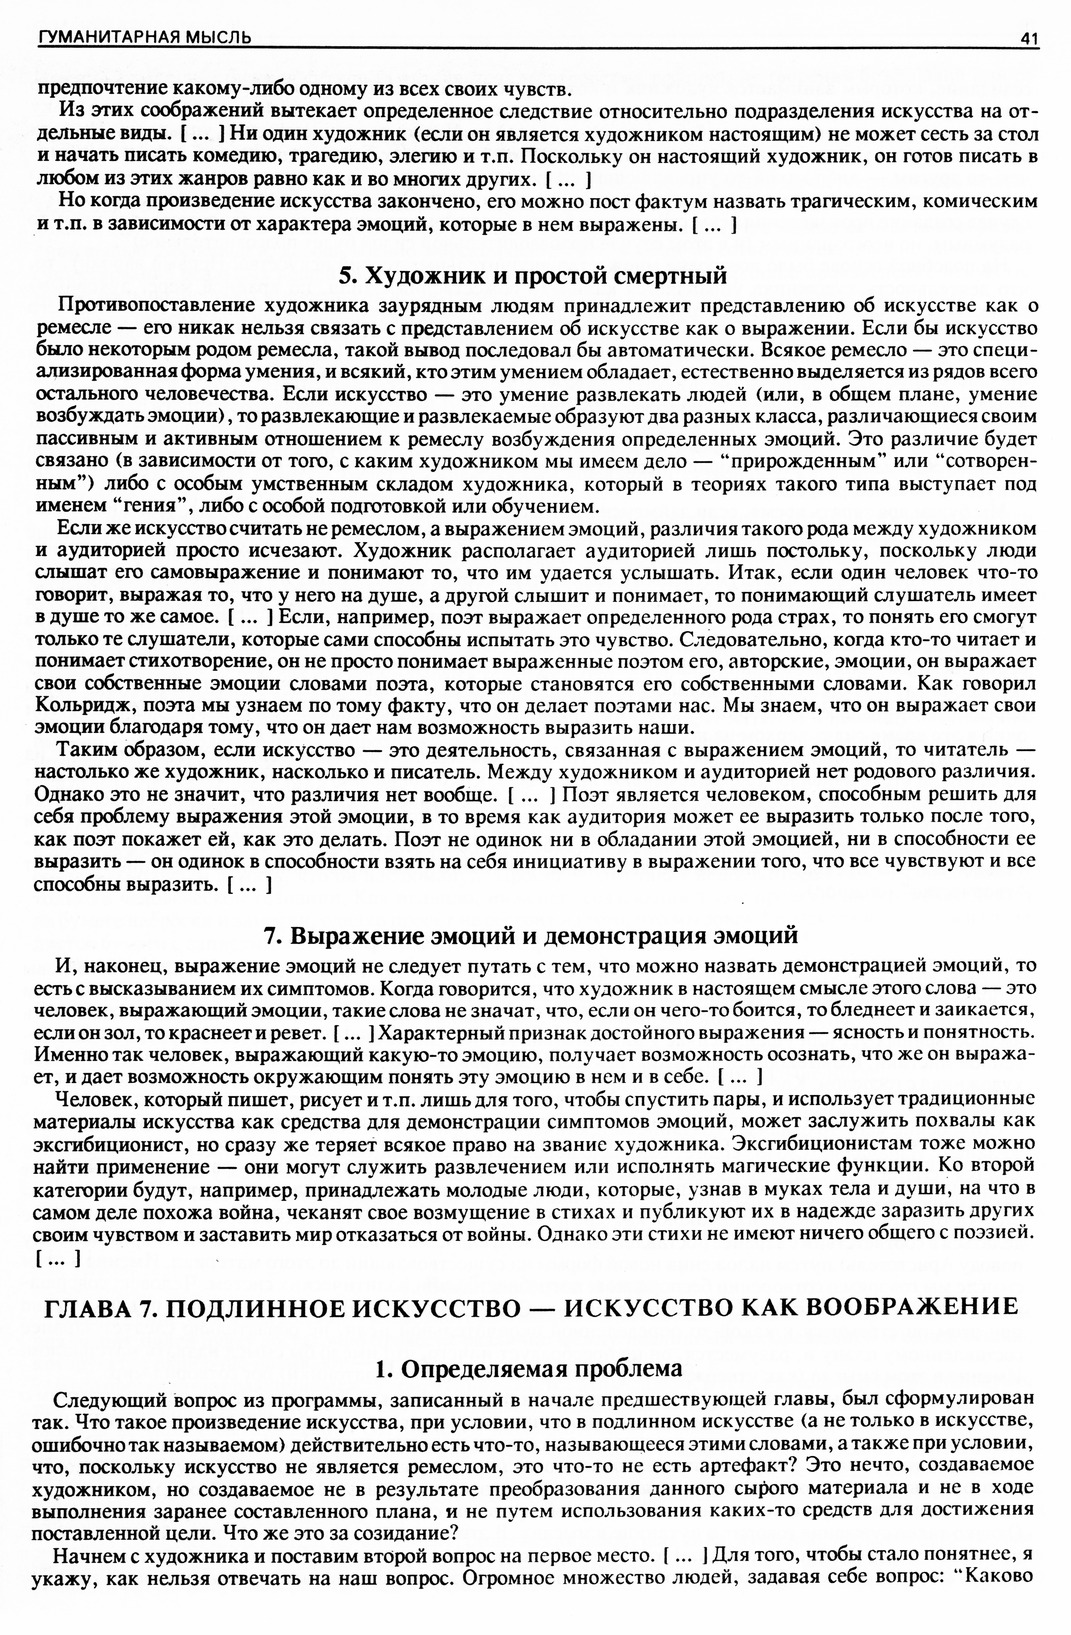 ГУМАНИТАРНАЯ МЫСЛЬ 41
предпочтение какому-либо одному из всех своих чувств.
Из этих соображений вытекает определенное следствие относительно подразделения искусства на от-
дельные виды. [ ... ] Ни один художник (если он является художником настоящим) не может сесть за стол
и начать писать комедию, трагедию, элегию и т.п. Поскольку он настоящий художник, он готов писать в
любом из этих жанров равно как и во многих других. [ ... ]
Но когда произведение искусства закончено, его можно пост фактум назвать трагическим, комическим
и т.п. в зависимости от характера эмоций, которые в нем выражены. [ ... ]
5. Художник и простой смертный
Противопоставление художника заурядным людям принадлежит представлению об искусстве как о
ремесле — его никак нельзя связать с представлением об искусстве как о выражении. Если бы искусство
было некоторым родом ремесла, такой вывод последовал бы автоматически. Всякое ремесло — это специ-
ализированная форма умения, и всякий, кто этим умением обладает, естественно выделяется из рядов всего
остального человечества. Если искусство — это умение развлекать людей (или, в общем плане, умение
возбуждать эмоции), то развлекающие и развлекаемые образуют два разных класса, различающиеся своим
пассивным и активным отношением к ремеслу возбуждения определенных эмоций. Это различие будет
связано (в зависимости от того, с каким художником мы имеем дело — “прирожденным” или “сотворен-
ным”) либо с особым умственным складом художника, который в теориях такого типа выступает под
именем “гения”, либо с особой подготовкой или обучением.
Если же искусство считать не ремеслом, а выражением эмоций, различия такого рода между художником
и аудиторией просто исчезают. Художник располагает аудиторией лишь постольку, поскольку люди
слышат его самовыражение и понимают то, что им удается услышать. Итак, если один человек что-то
говорит, выражая то, что у него на душе, а другой слышит и понимает, то понимающий слушатель имеет
в душе то же самое. [ ... ] Если, например, поэт выражает определенного рода страх, то понять его смогут
только те слушатели, которые сами способны испытать это чувство. Следовательно, когда кто-то читает и
понимает стихотворение, он не просто понимает выраженные поэтом его, авторские, эмоции, он выражает
свои собственные эмоции словами поэта, которые становятся его собственными словами. Как говорил
Кольридж, поэта мы узнаем по тому факту, что он делает поэтами нас. Мы знаем, что он выражает свои
эмоции благодаря тому, что он дает нам возможность выразить наши.
Таким образом, если искусство — это деятельность, связанная с выражением эмоций, то читатель —
настолько же художник, насколько и писатель. Между художником и аудиторией нет родового различия.
Однако это не значит, что различия нет вообще. [ ... ] Поэт является человеком, способным решить для
себя проблему выражения этой эмоции, в то время как аудитория может ее выразить только после того,
как поэт покажет ей, как это делать. Поэт не одинок ни в обладании этой эмоцией, ни в способности ее
выразить — он одинок в способности взять на себя инициативу в выражении того, что все чувствуют и все
способны выразить. [ ... ]
7. Выражение эмоций и демонстрация эмоций
И, наконец, выражение эмоций не следует путать с тем, что можно назвать демонстрацией эмоций, то
есть с высказыванием их симптомов. Когда говорится, что художник в настоящем смысле этого слова — это
человек, выражающий эмоции, такие слова не значат, что, если он чего-то боится, то бледнеет и заикается,
если он зол, то краснеет и ревет. [ ... ] Характерный признак достойного выражения — ясность и понятность.
Именно так человек, выражающий какую-то эмоцию, получает возможность осознать, что же он выража-
ет, и дает возможность окружающим понять эту эмоцию в нем и в себе. [ ... ]
Человек, который пишет, рисует и т.п. лишь для того, чтобы спустить пары, и использует традиционные
материалы искусства как средства для демонстрации симптомов эмоций, может заслужить похвалы как
эксгибиционист, но сразу же теряет всякое право на звание художника. Эксгибиционистам тоже можно
найти применение — они могут служить развлечением или исполнять магические функции. Ко второй
категории будут, например, принадлежать молодые люди, которые, узнав в муках тела и души, на что в
самом деле похожа война, чеканят свое возмущение в стихах и публикуют их в надежде заразить других
своим чувством и заставить мир отказаться от войны. Однако эти стихи не имеют ничего общего с поэзией.
[ ... ]
ГЛАВА 7. ПОДЛИННОЕ ИСКУССТВО — ИСКУССТВО КАК ВООБРАЖЕНИЕ
1. Определяемая проблема
Следующий вопрос из программы, записанный в начале предшествующей главы, был сформулирован
так. Что такое произведение искусства, при условии, что в подлинном искусстве (а не только в искусстве,
ошибочно так называемом) действительно есть что-то, называющееся этими словами, а также при условии,
что, поскольку искусство не является ремеслом, это что-то не есть артефакт? Это нечто, создаваемое
художником, но создаваемое не в результате преобразования данного сырого материала и не в ходе
выполнения заранее составленного плана, и не путем использования каких-то средств для достижения
поставленной цели. Что же это за созидание?
Начнем с художника и поставим второй вопрос на первое место. [ ... ] Для того, чтобы стало понятнее, я
укажу, как нельзя отвечать на наш вопрос. Огромное множество людей, задавая себе вопрос: “Каково